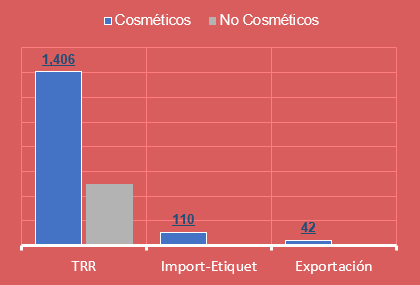 Cosméticos No Cosméticos
1,406
110
42
TRR Import-Etiquet Exportación